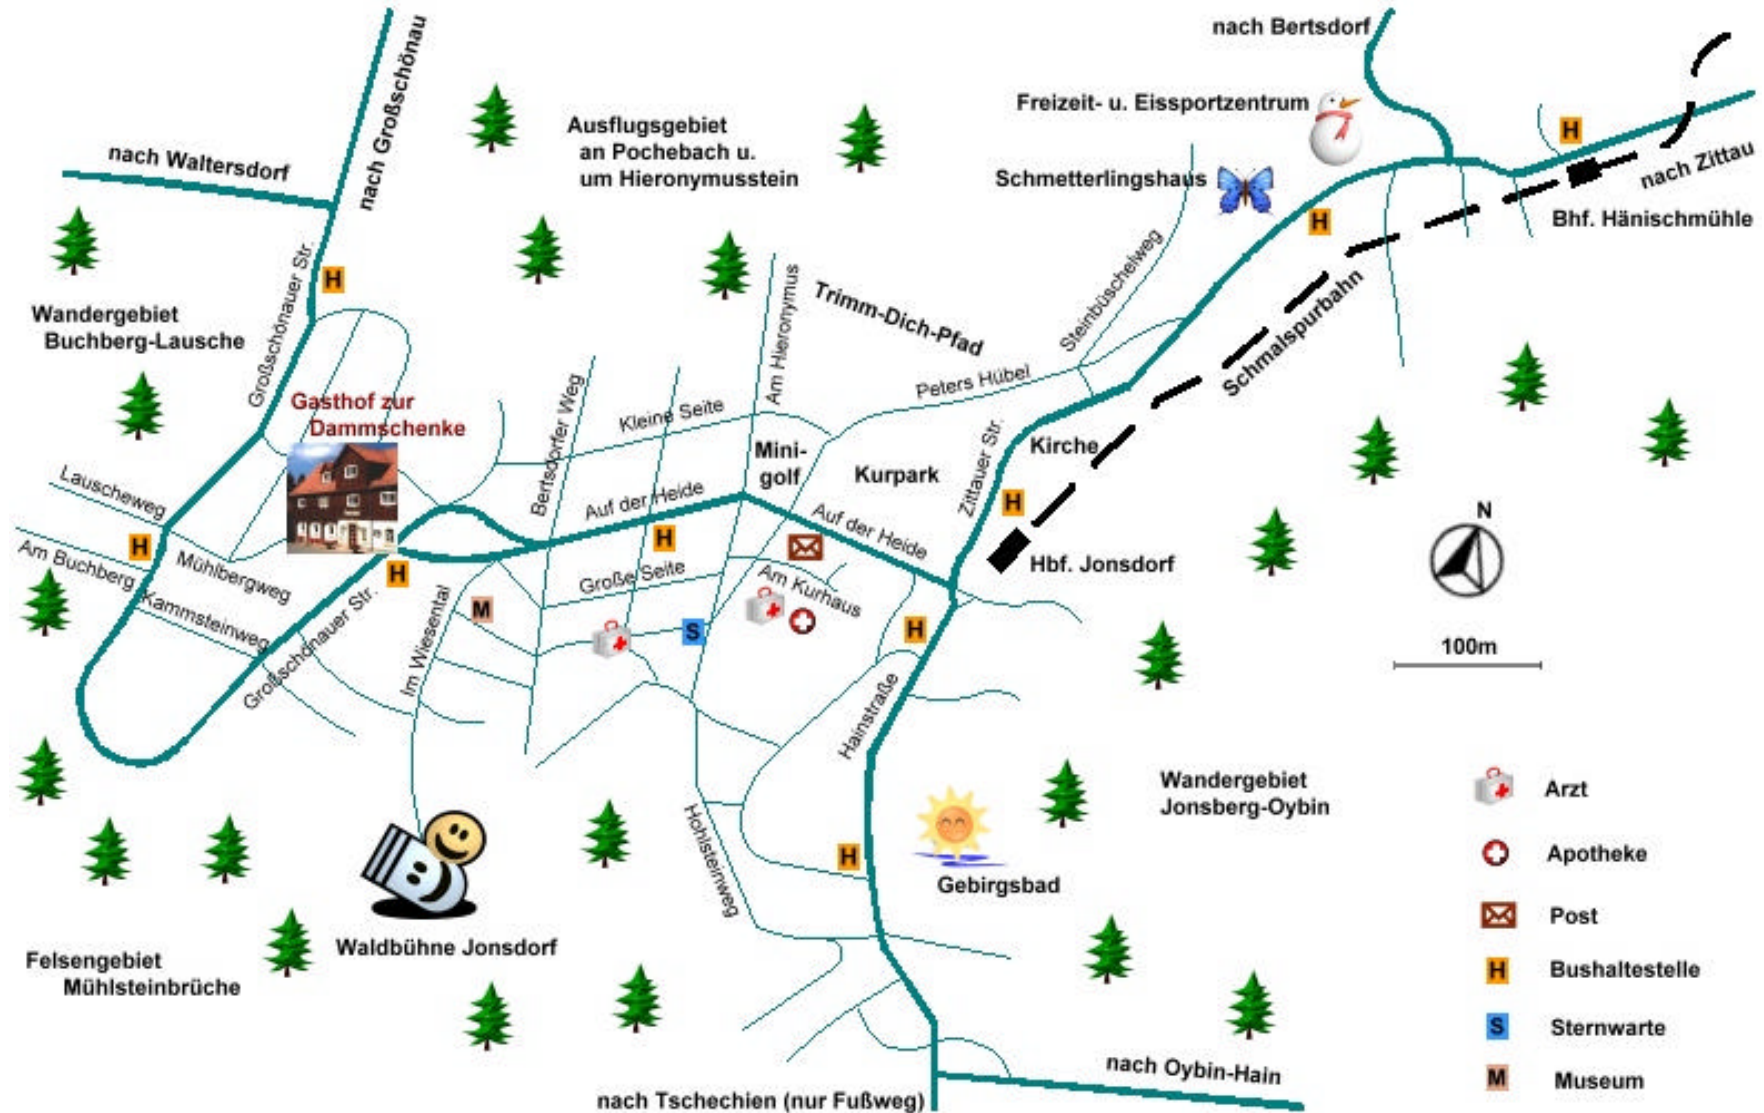 nach Großschönau
nach Bertsdorf
Freizeit- u. Eissportzentrum
H
Ausflugsgebiet
an Pochebach u.
um Hieronymusstein
nach Waltersdorf
Schmetterlingshaus
nach Zittau
H
Bhf. Hänischmühle
Großschönauer Str.
H
Steinbüschelweg
Am Hieronymus
Trimm-Dich-Pfad
Schmalspurbahn
Wandergebiet
Buchberg-Lausche
Peters Hübel
Gasthof zur
Dammschenke
Bertsdorfer Weg
Kleine Seite
Mini-
golf
Kurpark
Kirche
Zittauer Str.
Lauscheweg
Auf der Heide
Auf der Heide
H
N
H
H
Am Buchberg
Mühlbergweg
H
Große Seite
Am Kurhaus
Hbf. Jonsdorf
Kammsteinweg
Großschönauer Str.
Im Wiesental
M
S
H
100m
Hainstraße
Wandergebiet
Jonsberg-Oybin
Arzt
Hohlsteinweg
H
Gebirgsbad
Apotheke
Waldbühne Jonsdorf
Post
Felsengebiet
Mühlsteinbrüche
H
Bushaltestelle
S
Sternwarte
nach Oybin-Hain
M
Museum
nach Tschechien (nur Fußweg)